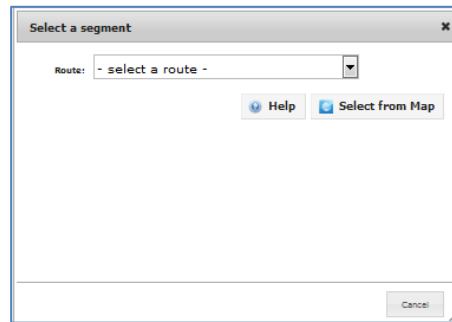 Select a segment
Route: - select a route -
Help Select from Map
Cancel